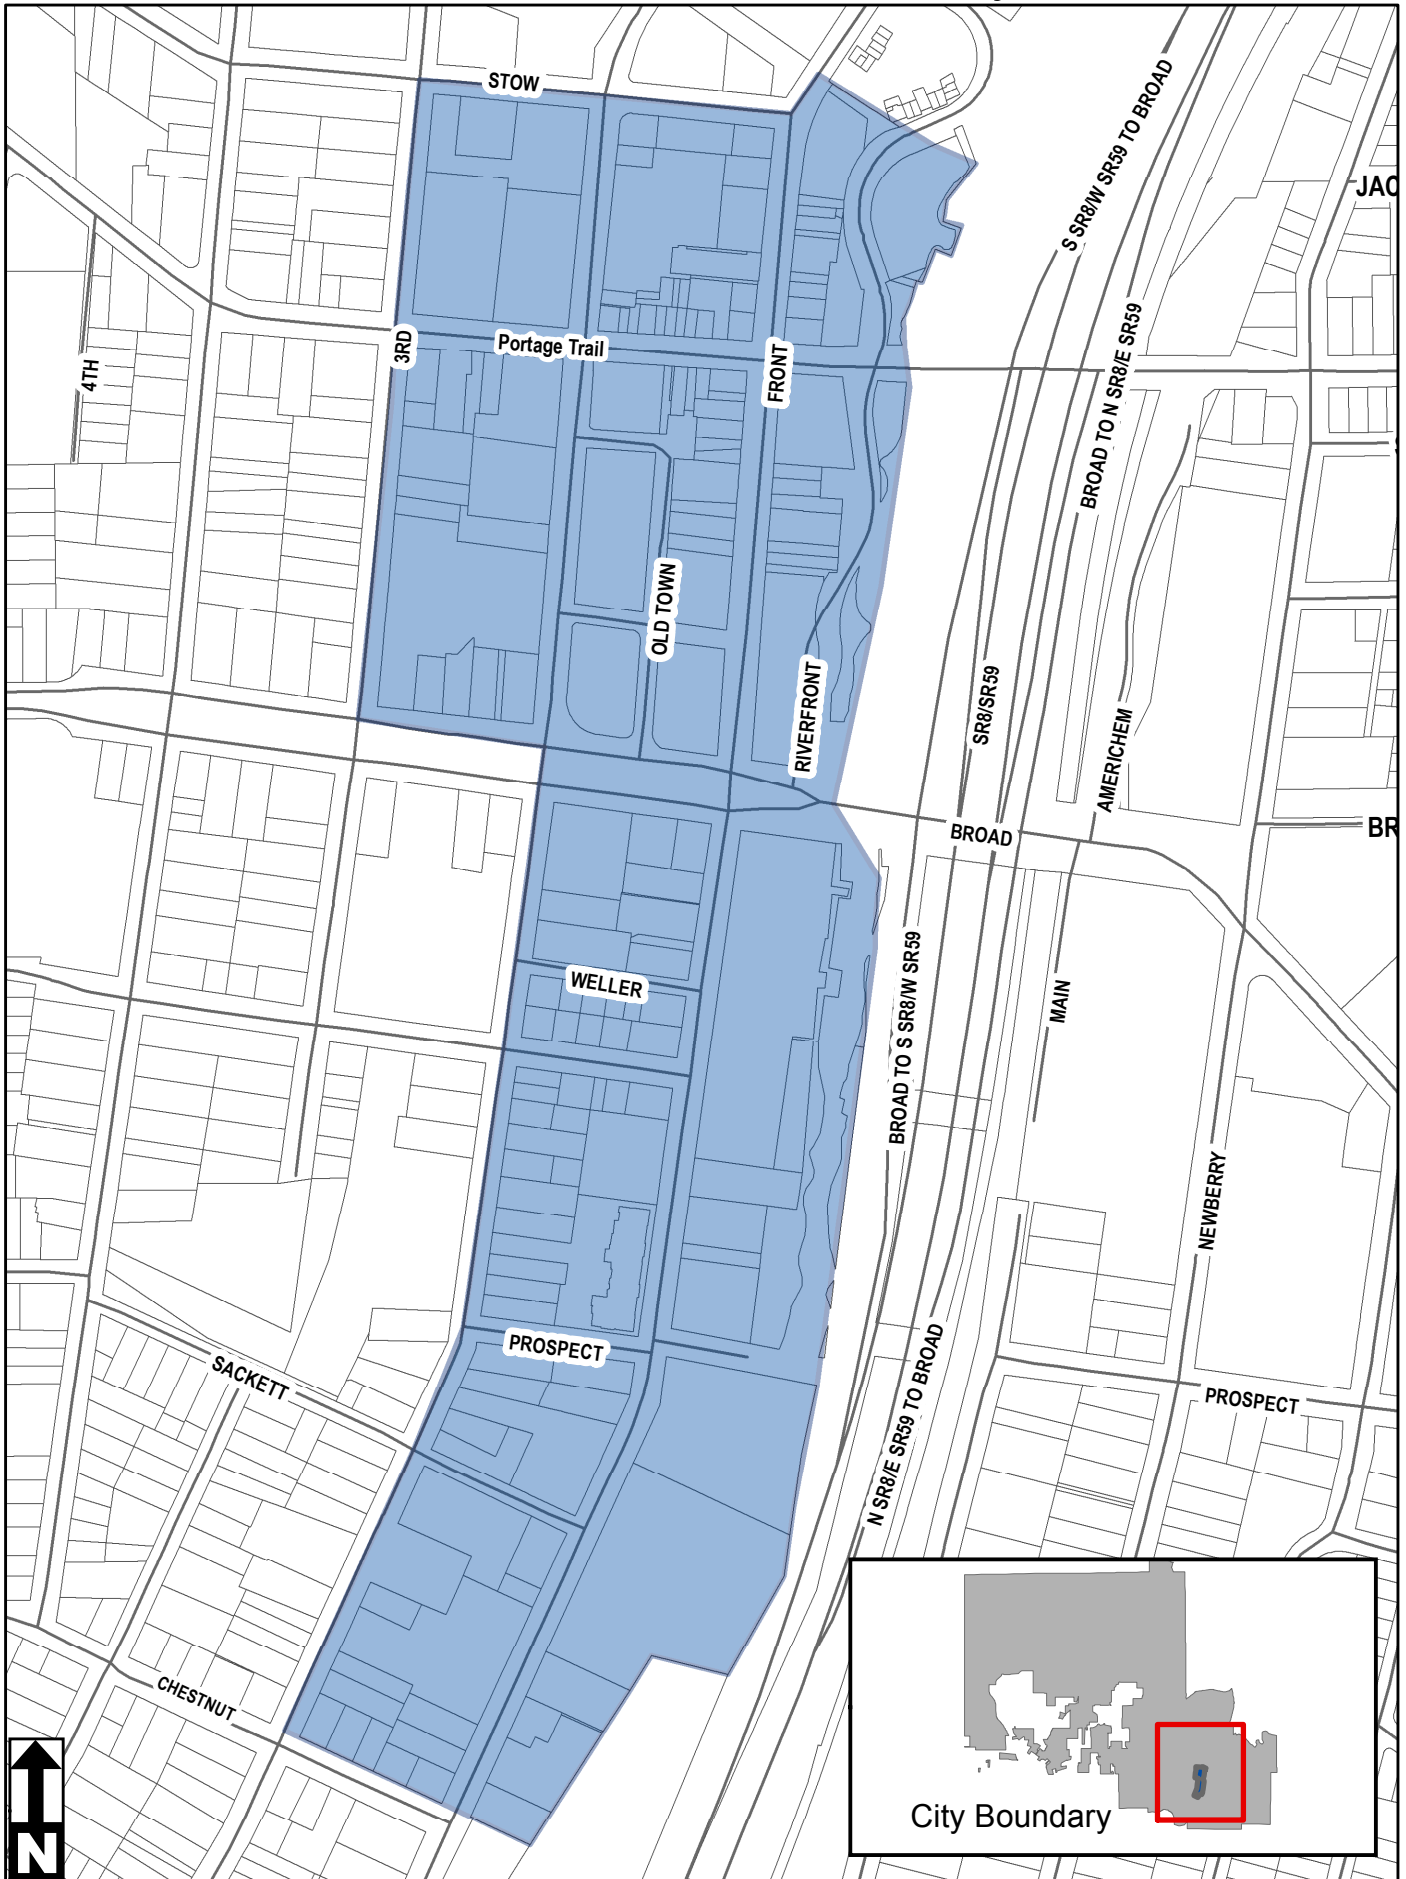 STOW
S SR8/W SR59 TO BROAD
JAC
3RD
Portage Trail
FRONT
4TH
BROAD TO N SR8/E SR59
OLD TOWN
RIVERFRONT
SR8/SR59
AMERICHEM
BROAD
BR
WELLER
BROAD TO S SR8/W SR59
MAIN
NEWBERRY
PROSPECT
SACKETT
N SR8/E SR59 TO BROAD
PROSPECT
CHESTNUT
City Boundary
N